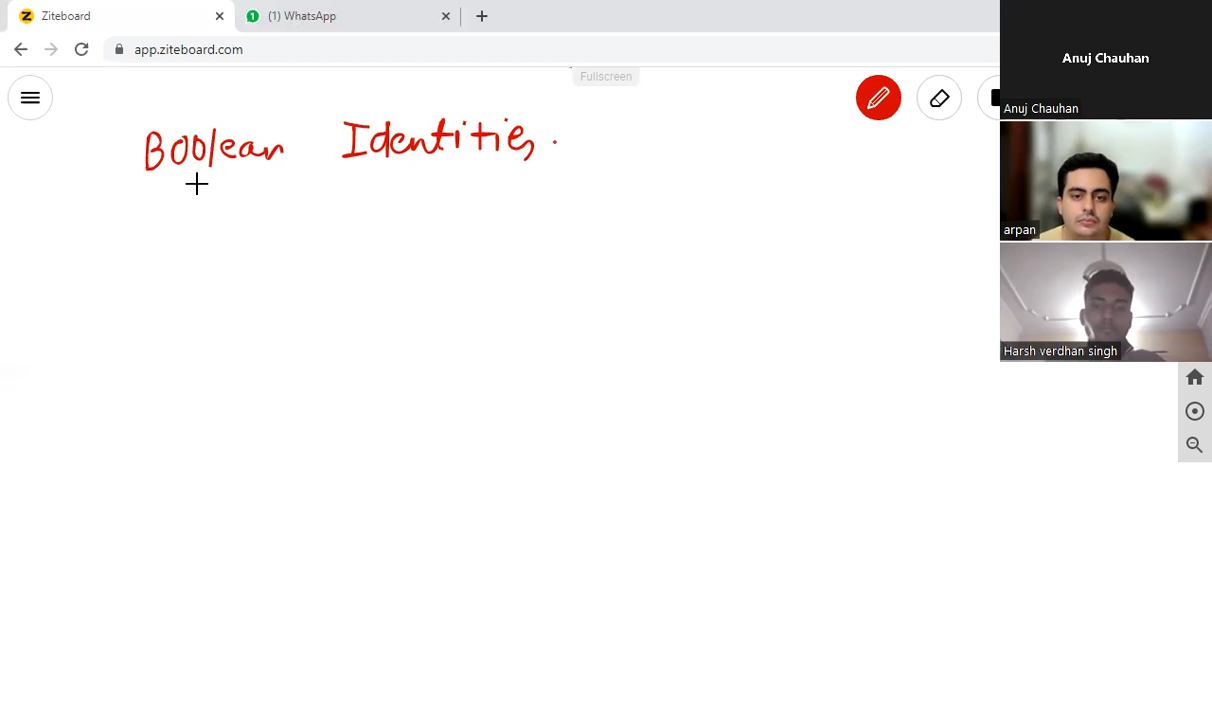 Ziteboard
(1) WhatsApp
app.ziteboard.com
Fullscreen
Boolean Identities.
Anuj Chauhan
Anuj Chauhan
arpan
Harsh verdhan singh